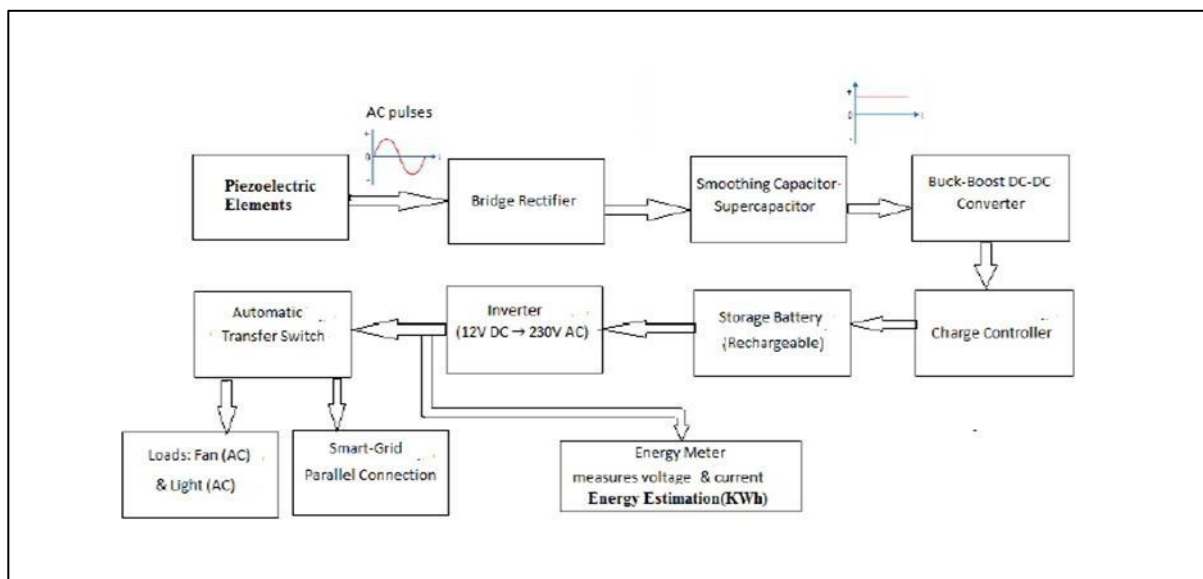 AC pulses
Piezoelectric
Elements
Bridge Rectifier
Smoothing Capacitor-
Supercapacitor
Buck-Boost DC-DC
Converter
Automatic
Transfer Switch
Inverter
(12V DC → 230V AC)
Storage Battery
(Rechargeable)
Charge Controller
Loads: Fan (AC)
& Light (AC)
Smart-Grid
Parallel Connection
Energy Meter
measures voltage & current
Energy Estimation(KWh)